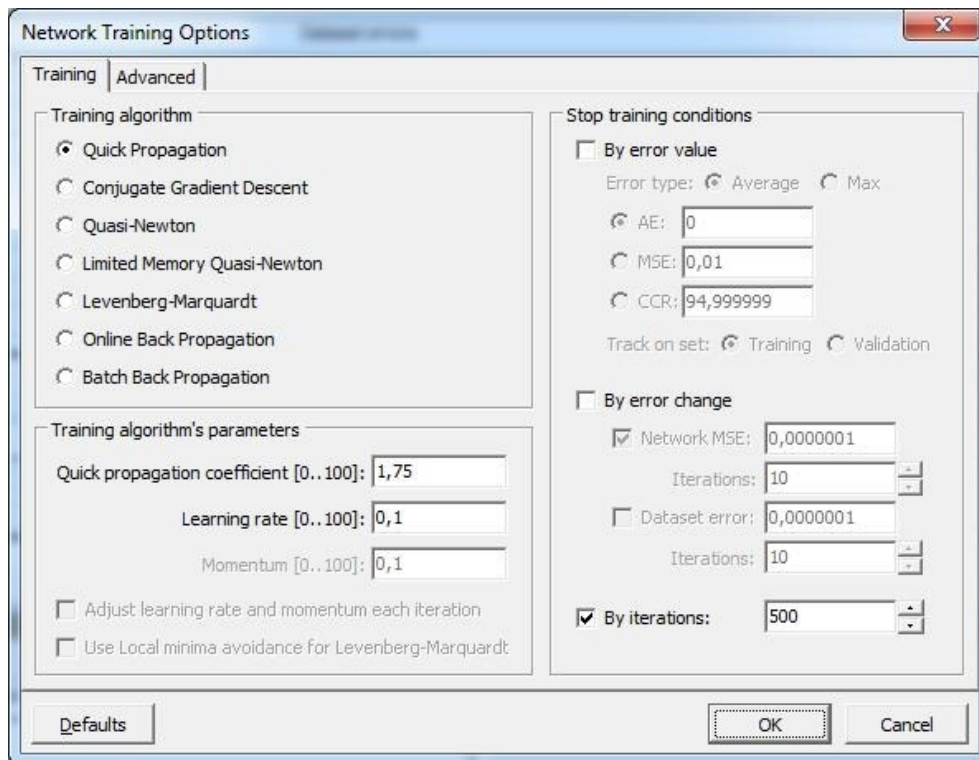 Network Training Options
Training
Advanced
Training algorithm
Quick Propagation
Conjugate Gradient Descent
Quasi-Newton
Limited Memory Quasi-Newton
Levenberg-Marquardt
Online Back Propagation
Batch Back Propagation
Training algorithm's parameters
Quick propagation coefficient [0..100]: 1,75
Learning rate [0..100]: 0,1
Momentum [0..100]: 0,1
Adjust learning rate and momentum each iteration
Use Local minima avoidance for Levenberg-Marquardt
Stop training conditions
By error value
Error type: Average Max
AE: 0
MSE: 0,01
CCR: 94,999999
Track on set: Training Validation
By error change
Network MSE: 0,0000001
Iterations: 10
Dataset error: 0,0000001
Iterations: 10
By iterations: 500
Defaults
OK
Cancel